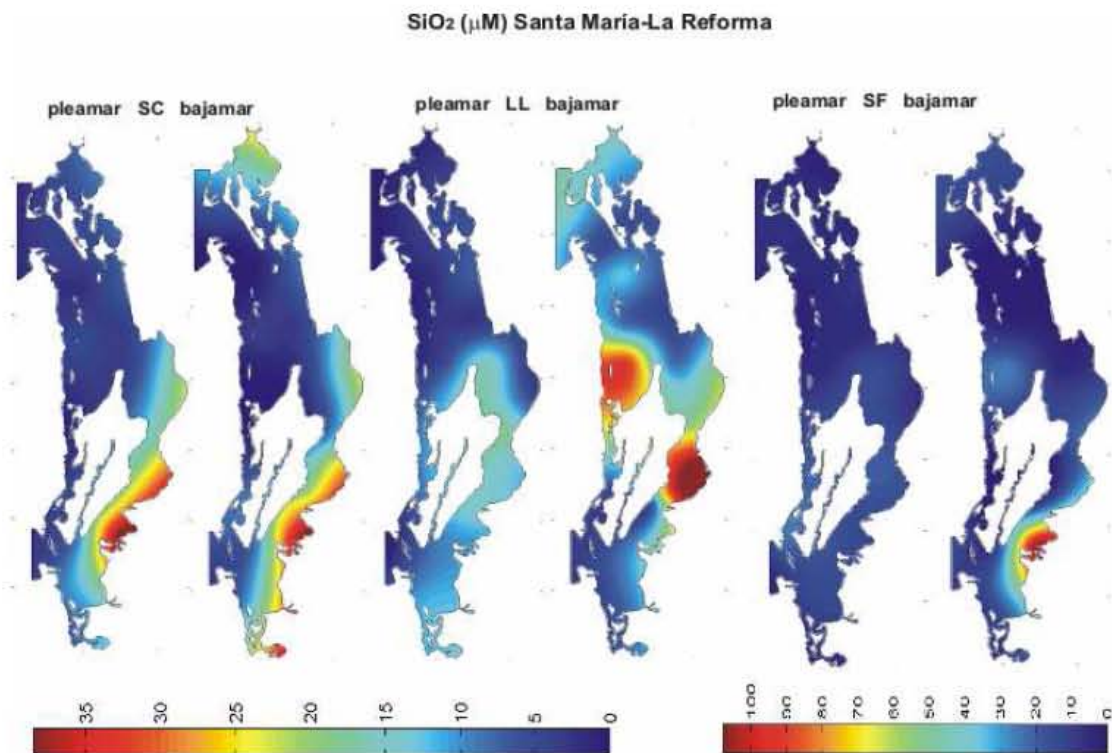 SiO₂ (μM) Santa María-La Reforma
pleamar SC bajamar
pleamar LL bajamar
pleamar SF bajamar
35 30 25 20 15 10 5 0
100 90 80 70 60 50 40 30 20 10 0